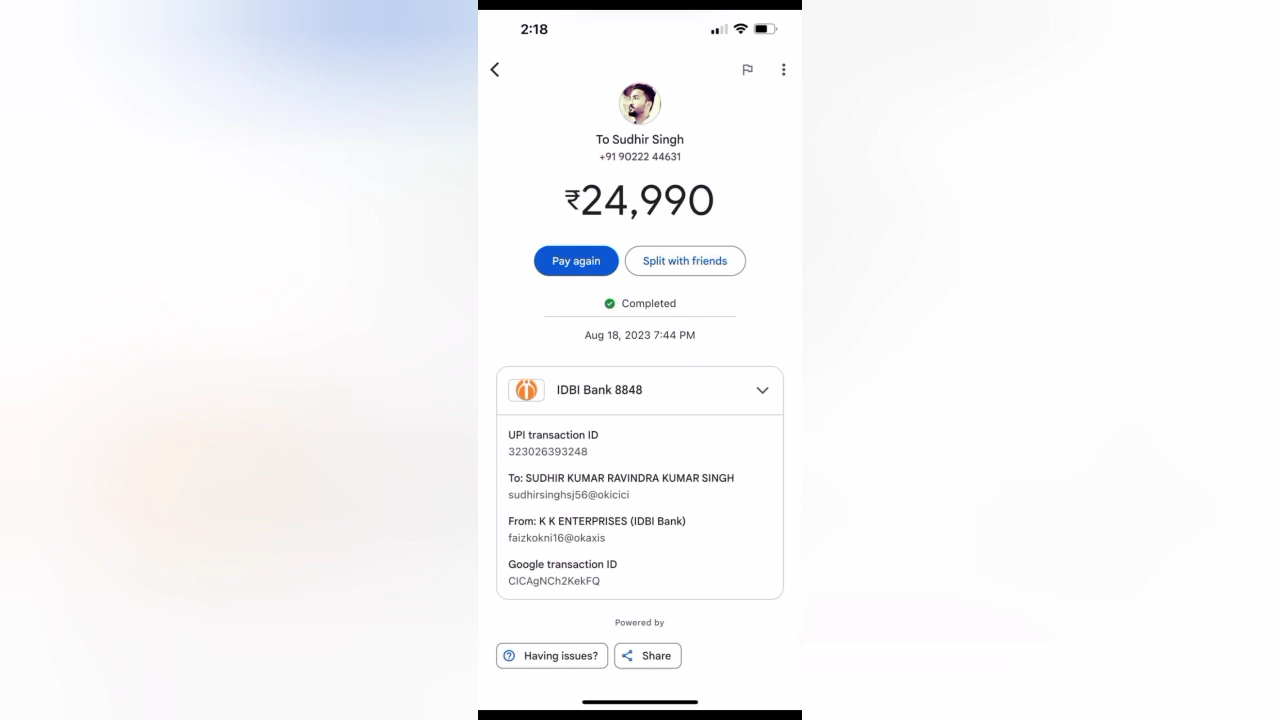 2:18
To Sudhir Singh
+91 90222 44631
₹24,990
Pay again
Split with friends
Completed
Aug 18, 2023 7:44 PM
IDBI Bank 8848
UPI transaction ID
323026393248
To: SUDHIR KUMAR RAVINDRA KUMAR SINGH
sudhirsinghsj56@okicici
From: K K ENTERPRISES (IDBI Bank)
faizkokni16@okaxis
Google transaction ID
CICAgNCh2KekFQ
Powered by
Having issues?
Share